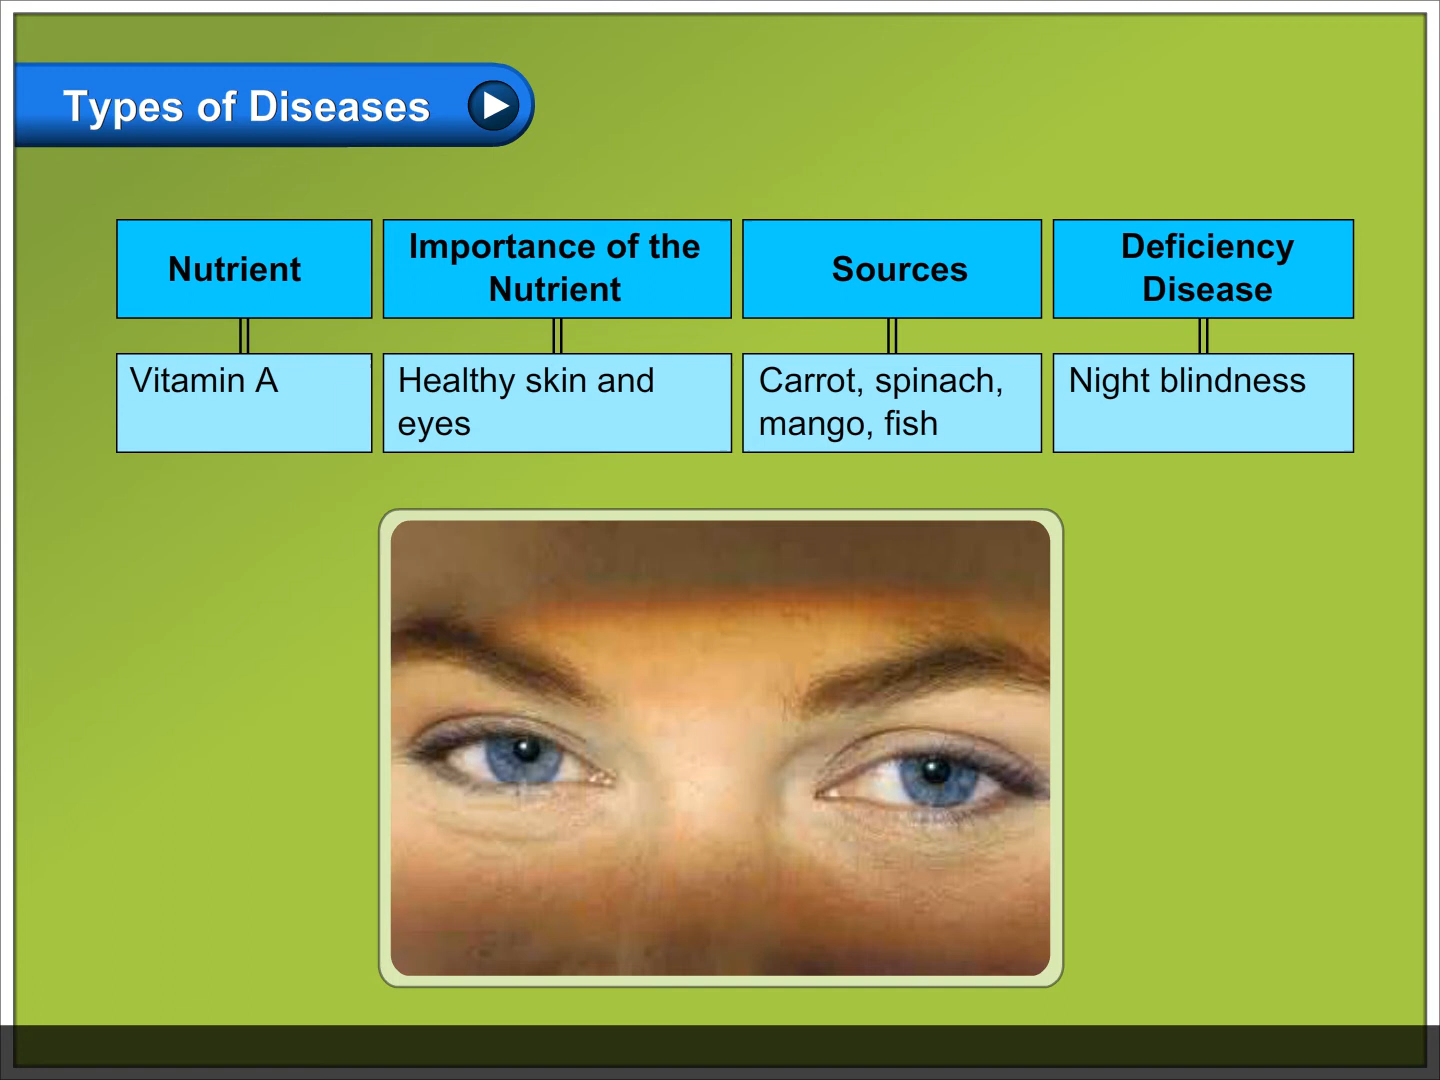 Types of Diseases
Nutrient
Importance of the
Nutrient
Sources
Deficiency
Disease
Vitamin A
Healthy skin and
eyes
Carrot, spinach,
mango, fish
Night blindness